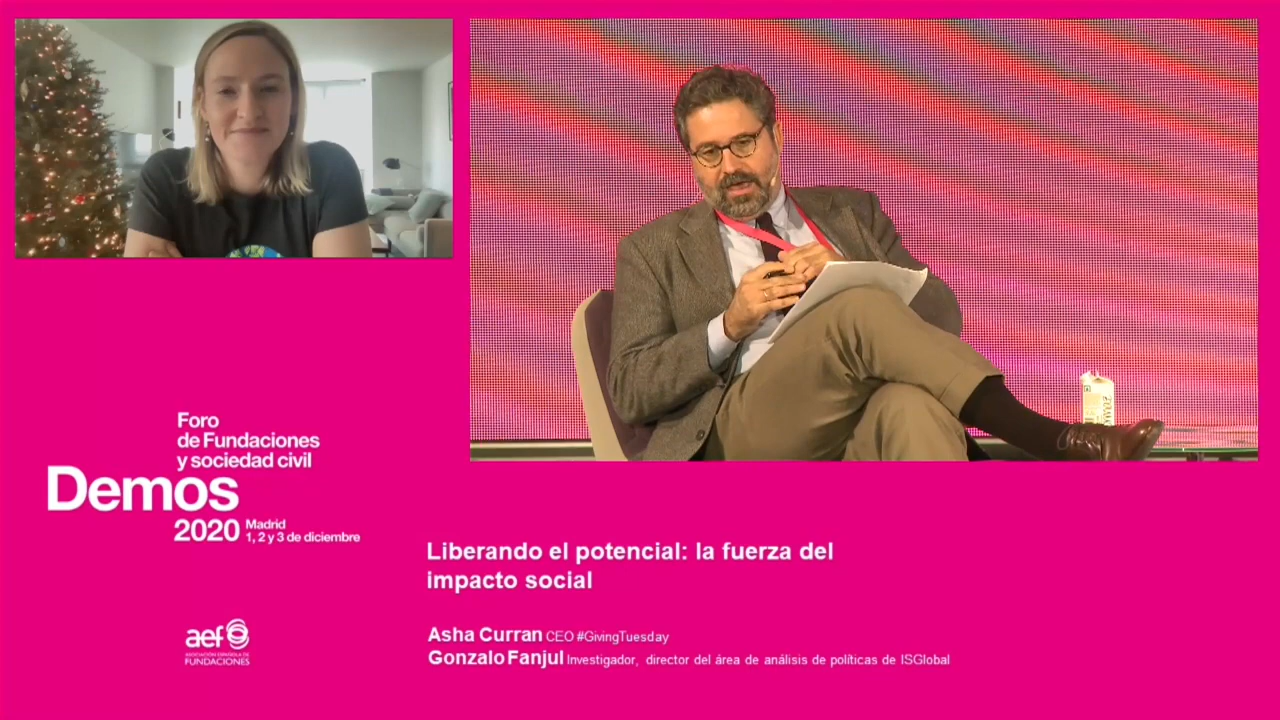 Foro
de Fundaciones
y sociedad civil
Demos
2020 Madrid
1, 2 y 3 de diciembre
Liberando el potencial: la fuerza del
impacto social
aef
ASOCIACIÓN ESPAÑOLA DE
FUNDACIONES
Asha Curran CEO #GivingTuesday
Gonzalo Fanjul Investigador, director del área de análisis de políticas de ISGlobal